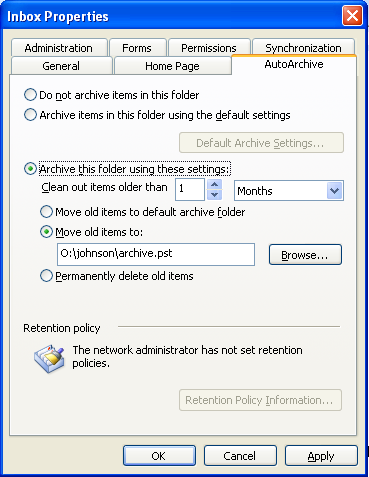 Inbox Properties
Administration Forms Permissions Synchronization
General Home Page AutoArchive
Do not archive items in this folder
Archive items in this folder using the default settings
Default Archive Settings...
Archive this folder using these settings:
Clean out items older than 1 Months
Move old items to default archive folder
Move old items to:
O:\johnson\archive.pst Browse...
Permanently delete old items
Retention policy
The network administrator has not set retention
policies.
Retention Policy Information...
OK Cancel Apply